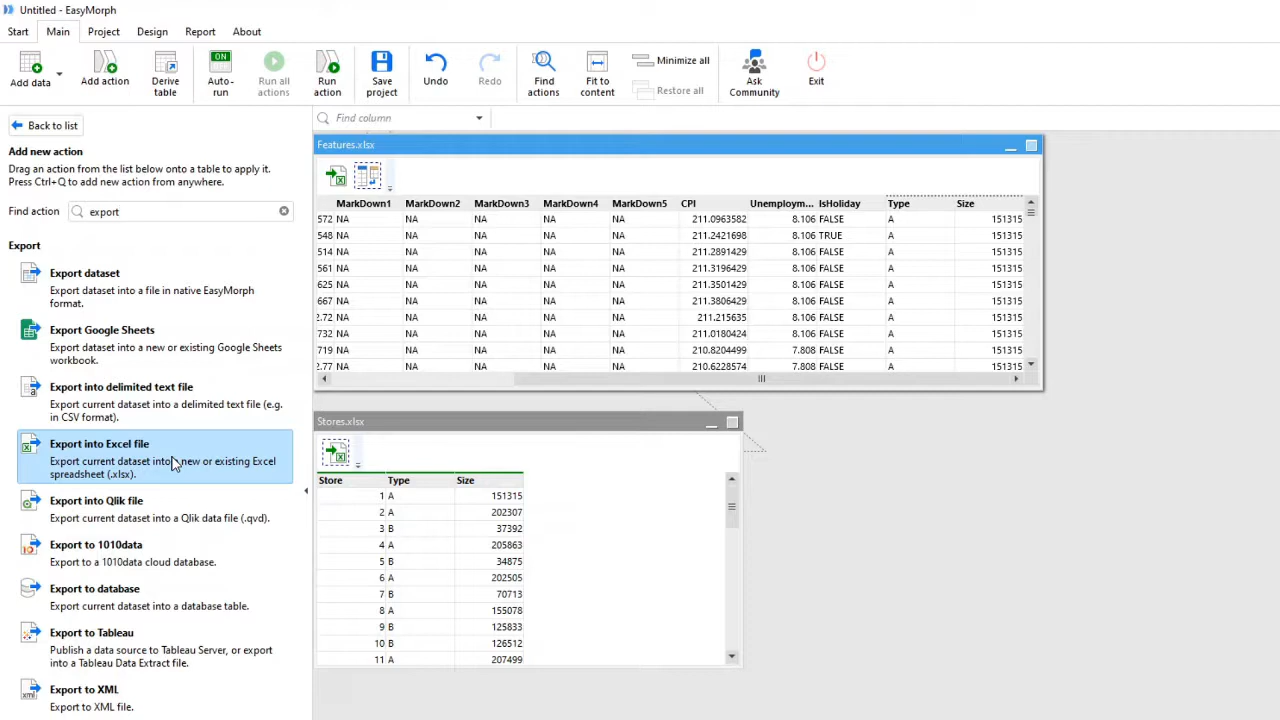 Untitled - EasyMorph
Start Main Project Design Report About
Add data
Add action
Derive
table
ON
Auto-
run
Run all
actions
Run
action
Save
project
Undo
Redo
Find
actions
Fit to
content
Minimize all
Restore all
Ask
Community
Exit
Back to list
Add new action
Drag an action from the list below onto a table to apply it.
Press Ctrl+Q to add new action from anywhere.
Find action export
Export
Export dataset
Export dataset into a file in native EasyMorph
format.
Export Google Sheets
Export dataset into a new or existing Google Sheets
workbook.
Export into delimited text file
Export current dataset into a delimited text file (e.g.
in CSV format).
Export into Excel file
Export current dataset into new or existing Excel
spreadsheet (.xlsx).
Export into Qlik file
Export current dataset into a Qlik data file (.qvd).
Export to 1010data
Export to a 1010data cloud database.
Export to database
Export current dataset into a database table.
Export to Tableau
Publish a data source to Tableau Server, or export
into a Tableau Data Extract file.
Export to XML
Export to XML file.
Find column
Features.xlsx
MarkDown1 MarkDown2 MarkDown3 MarkDown4 MarkDown5 CPI Unemploym... IsHoliday Type Size
572 NA NA NA NA NA 211.0963582 8.106 FALSE A 151315
548 NA NA NA NA NA 211.2421698 8.106 TRUE A 151315
514 NA NA NA NA NA 211.2891429 8.106 FALSE A 151315
561 NA NA NA NA NA 211.3196429 8.106 FALSE A 151315
625 NA NA NA NA NA 211.3501429 8.106 FALSE A 151315
667 NA NA NA NA NA 211.3806429 8.106 FALSE A 151315
2.72 NA NA NA NA NA 211.215635 8.106 FALSE A 151315
732 NA NA NA NA NA 211.0180424 8.106 FALSE A 151315
719 NA NA NA NA NA 210.8204499 7.808 FALSE A 151315
2.77 NA NA NA NA NA 210.6228574 7.808 FALSE A 151315
Stores.xlsx
Store Type Size
1 A 151315
2 A 202307
3 B 37392
4 A 205863
5 B 34875
6 A 202505
7 B 70713
8 A 155078
9 B 125833
10 B 126512
11 A 207499